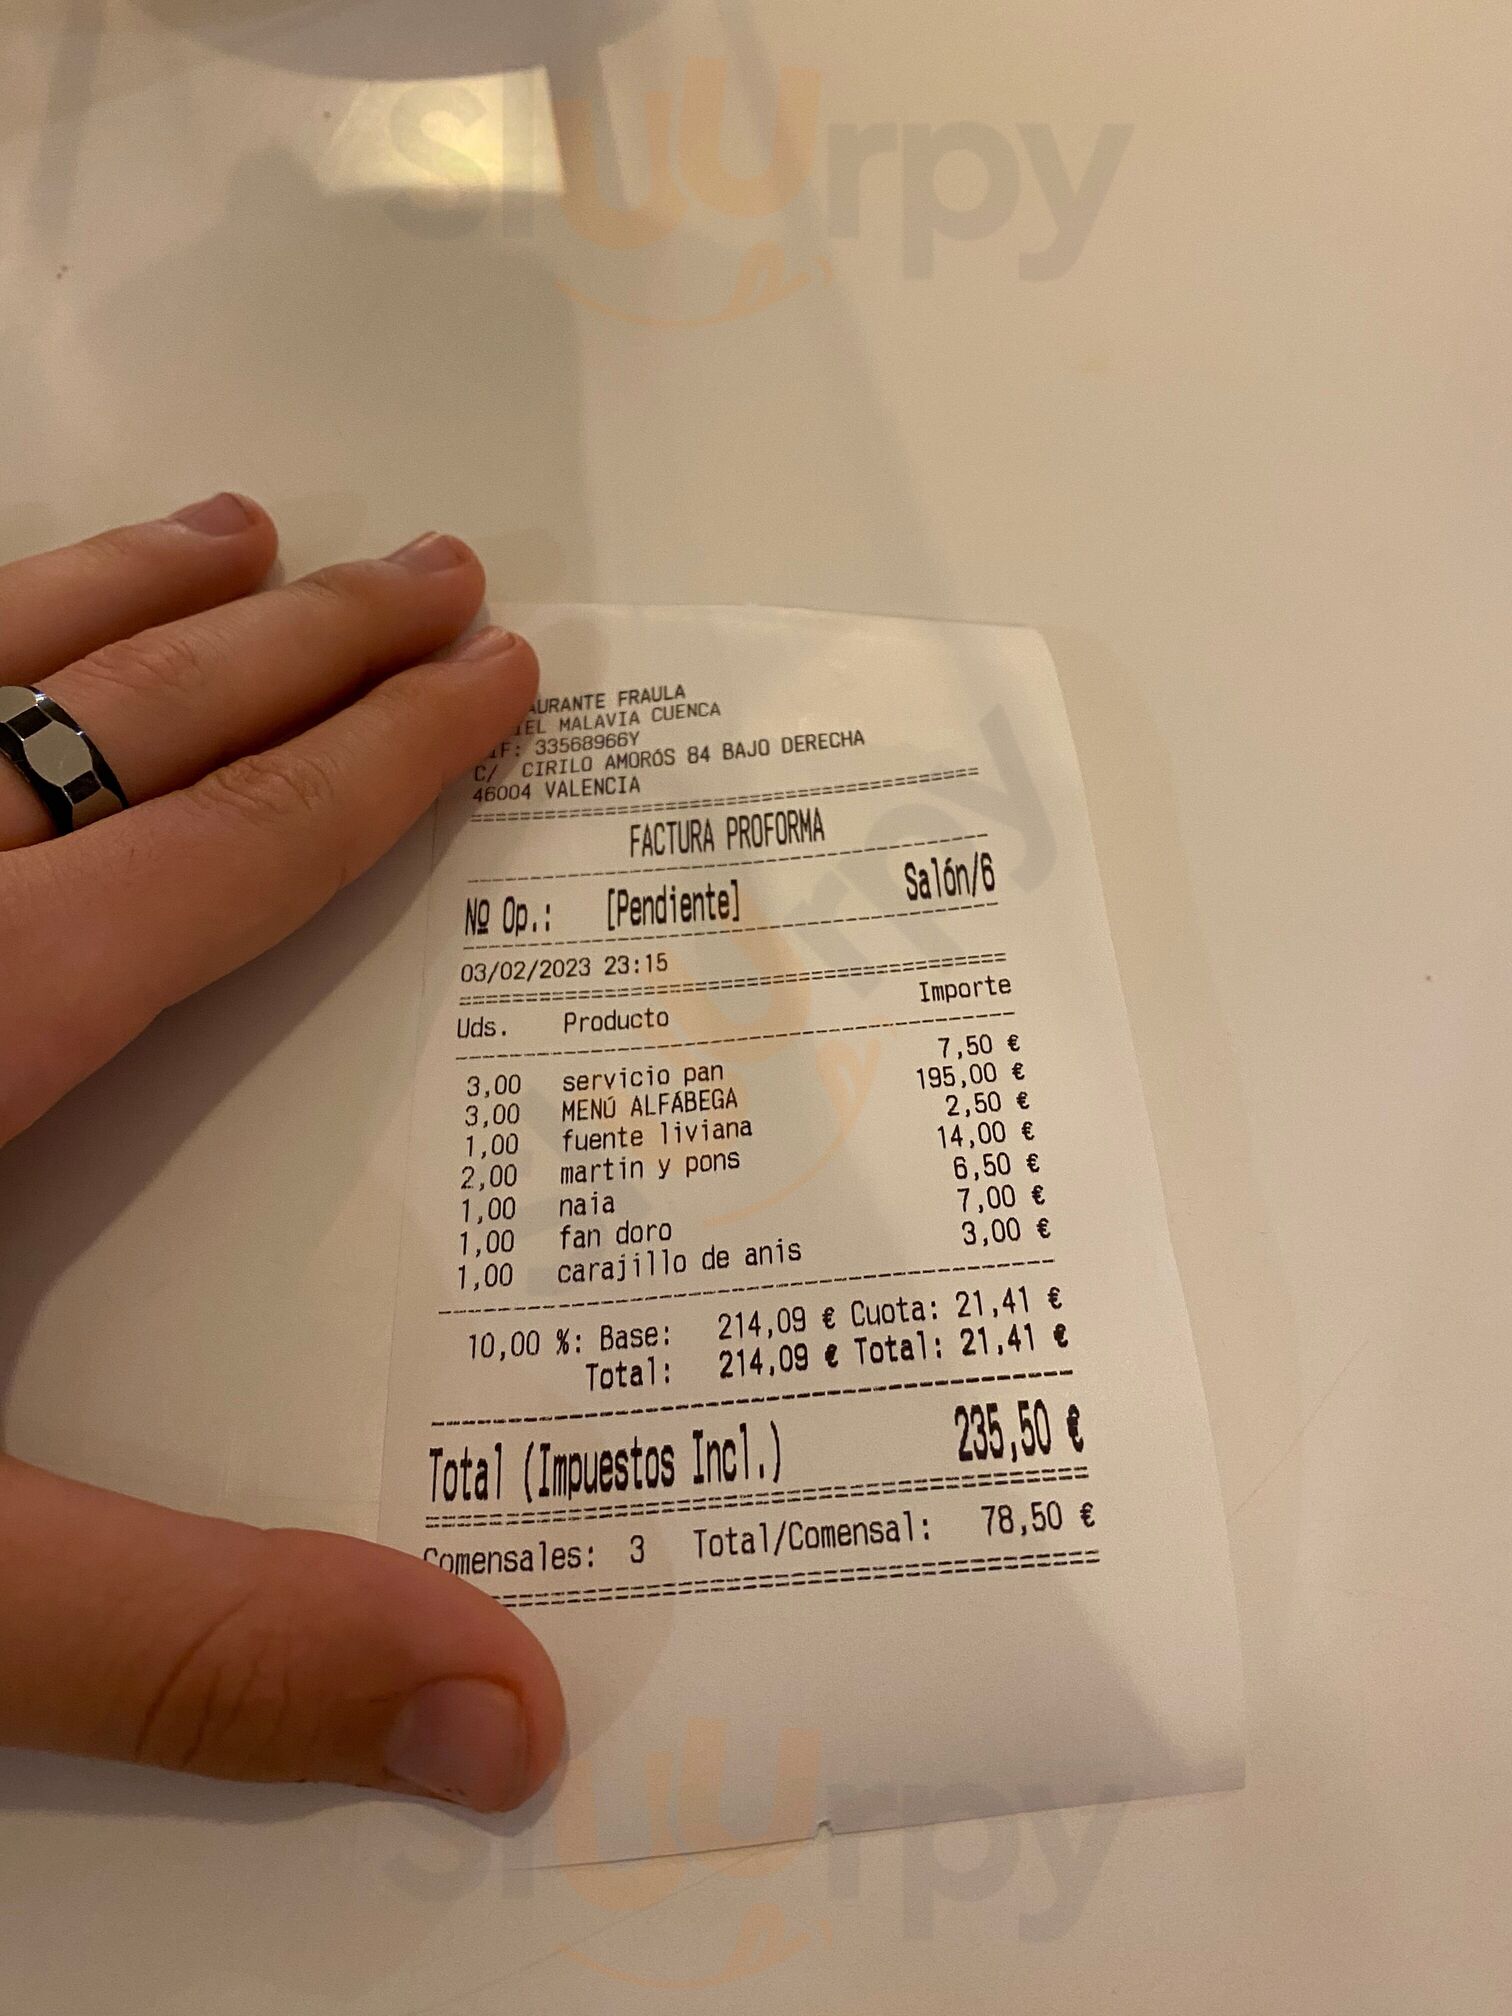 sluurpy
AURANTE FRAULA
IEL MALAVIA CUENCA
IF: 33568966Y
C/ CIRILO AMORÓS 84 BAJO DERECHA
46004 VALENCIA
FACTURA PROFORMA
Nº Op.: [Pendiente] Salón/6
03/02/2023 23:15
Uds. Producto Importe
3,00 servicio pan 7,50 €
3,00 MENÚ ALFÁBEGA 195,00 €
1,00 fuente liviana 2,50 €
2,00 martin y pons 14,00 €
1,00 naia 6,50 €
1,00 fan doro 7,00 €
1,00 carajillo de anis 3,00 €
10,00 %: Base: 214,09 € Cuota: 21,41 €
Total: 214,09 € Total: 21,41 €
Total (Impuestos Incl.) 235,50 €
Comensales: 3 Total/Comensal: 78,50 €
sluurpy
sluurpy